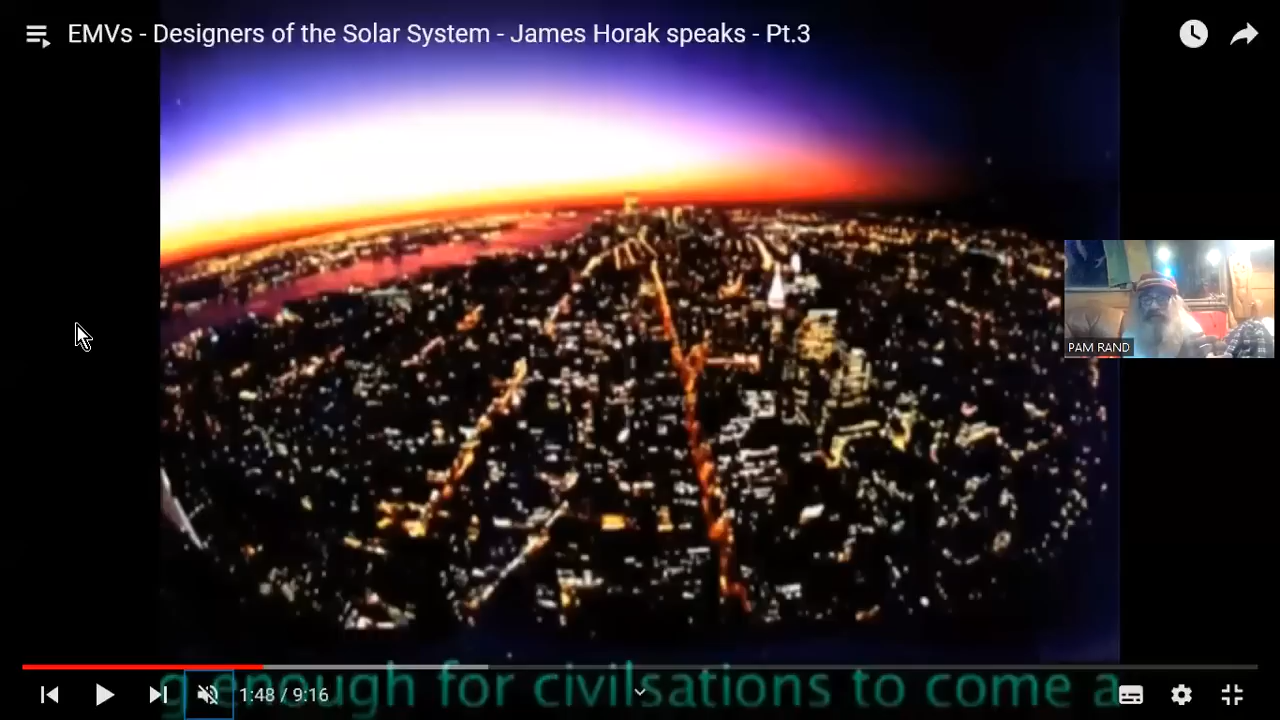 EMVs - Designers of the Solar System - James Horak speaks - Pt.3
PAM RAND
enough for civilsations to come a
1:48 / 9:16